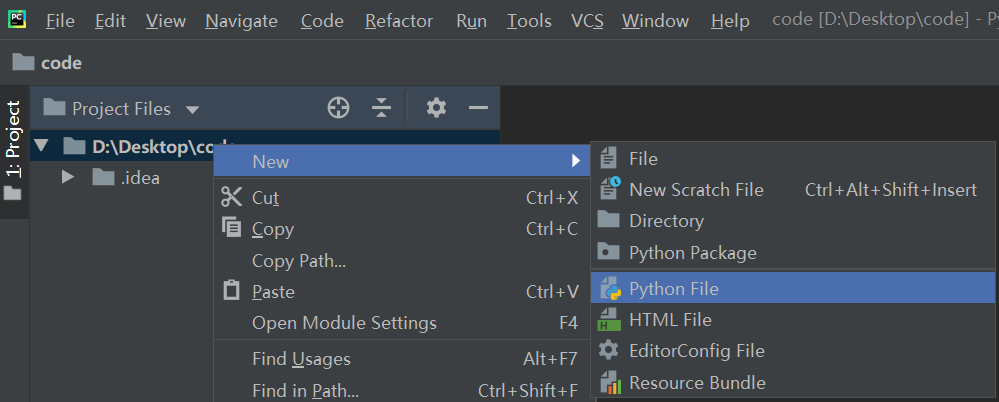 PC File Edit View Navigate Code Refactor Run Tools VCS Window Help code [D:\Desktop\code] - Py
code
1: Project
Project Files
D:\Desktop\code
.idea
New
Cut Ctrl+X
Copy Ctrl+C
Copy Path...
Paste Ctrl+V
Open Module Settings F4
Find Usages Alt+F7
Find in Path... Ctrl+Shift+F
File
New Scratch File Ctrl+Alt+Shift+Insert
Directory
Python Package
Python File
H HTML File
EditorConfig File
Resource Bundle